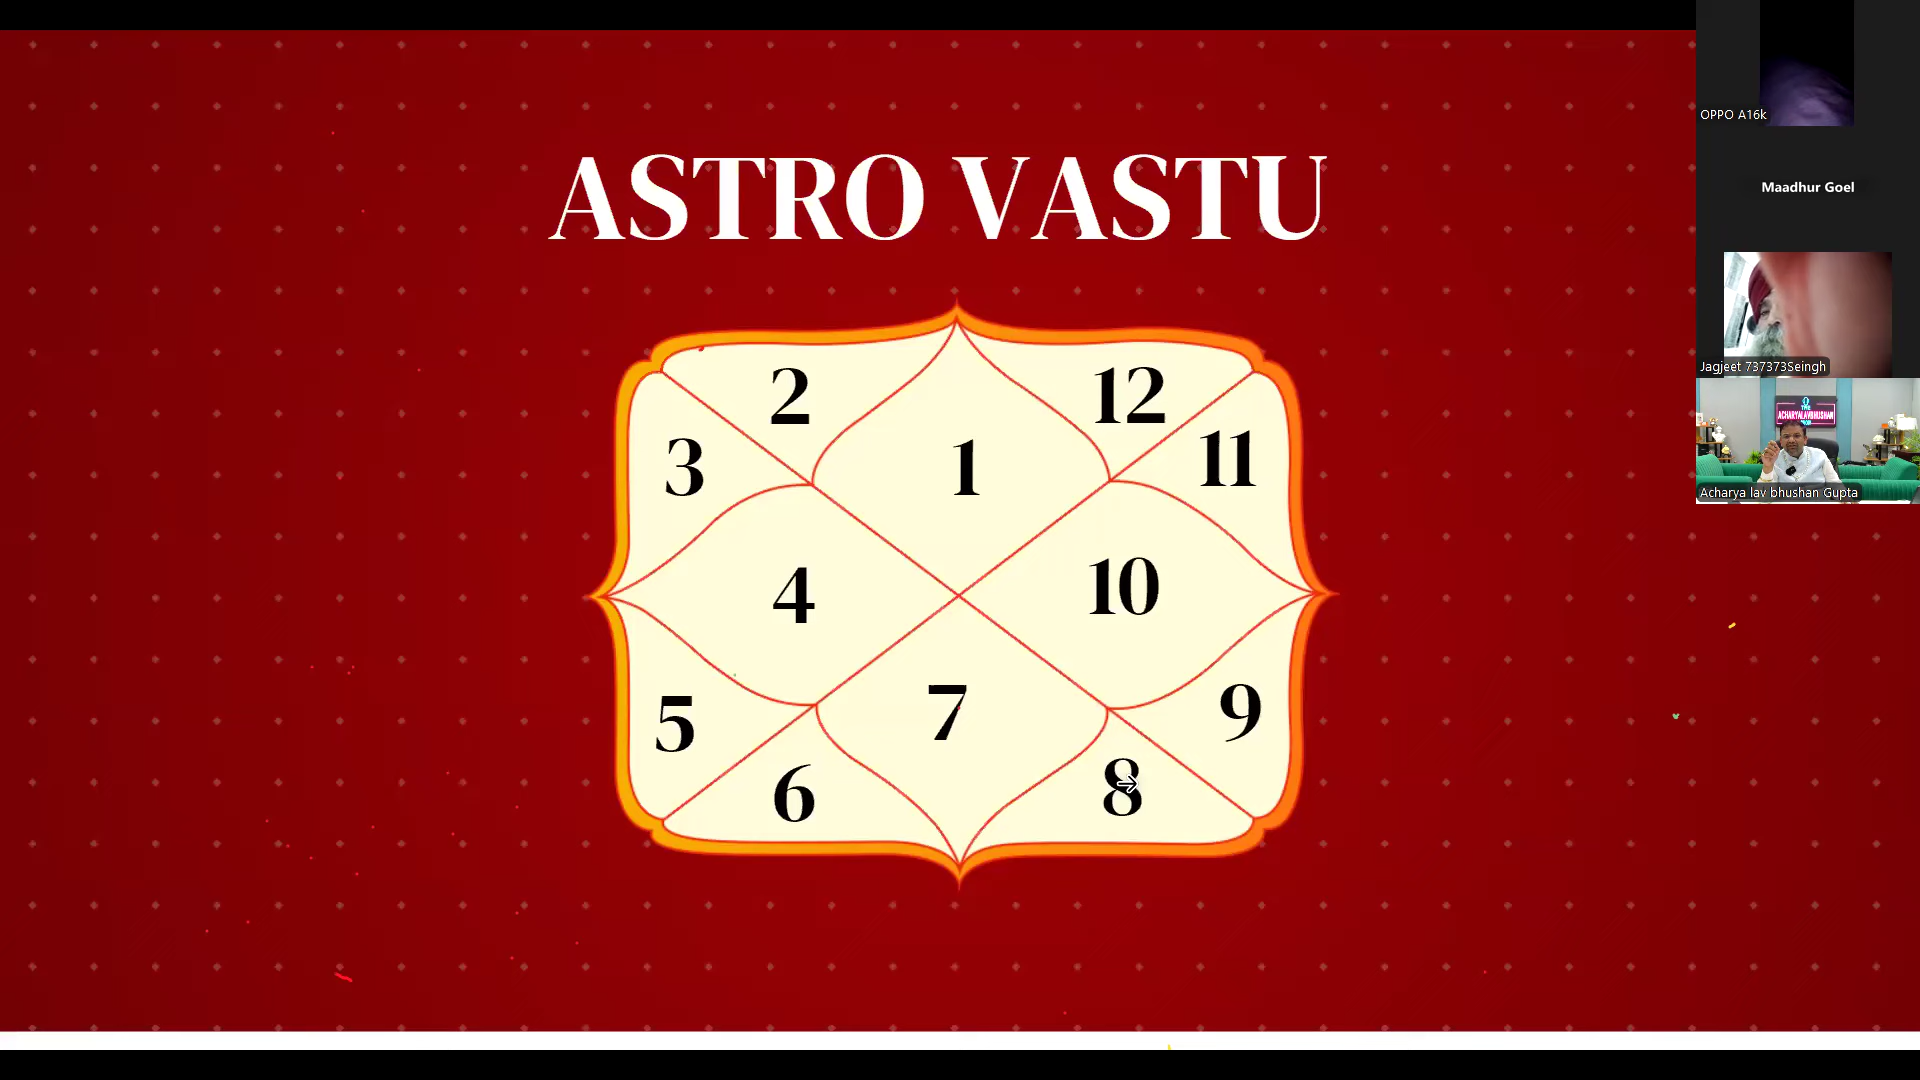 ASTRO VASTU
2
12
1
3
11
4
10
5
7
9
6
8
OPPO A16k
Maadhur Goel
Jagjeet 737373Seingh
ACHARYALAVBHUSHAN
Acharya lav bhushan Gupta